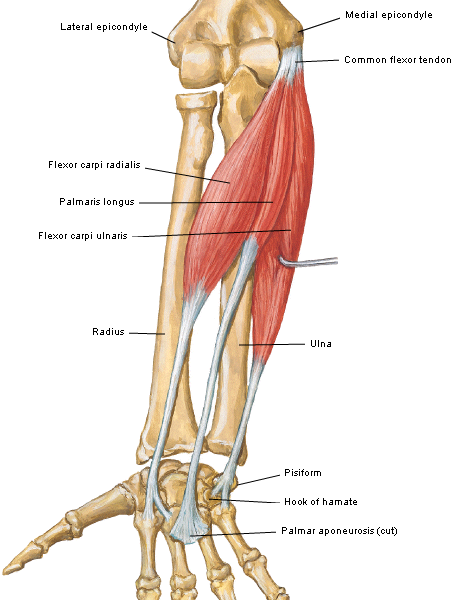 Medial epicondyle
Lateral epicondyle
Common flexor tendon
Flexor carpi radialis
Palmaris longus
Flexor carpi ulnaris
Radius
Ulna
Pisiform
Hook of hamate
Palmar aponeurosis (cut)